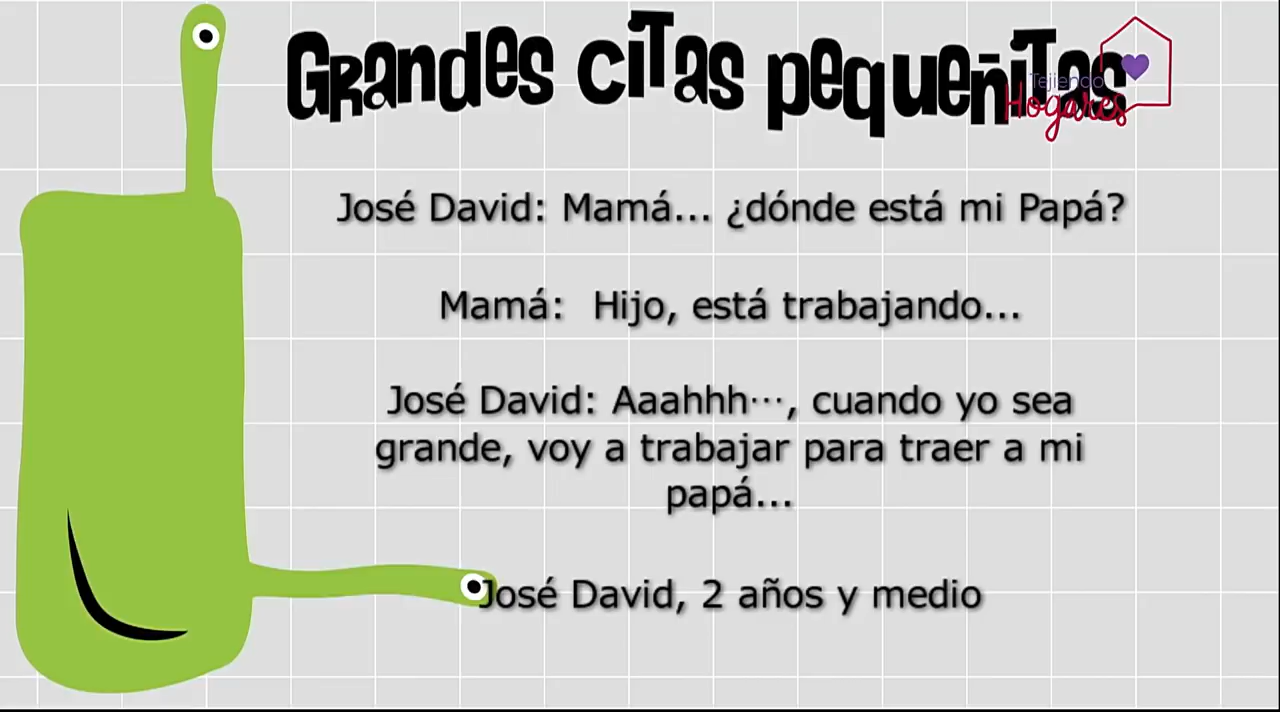 Grandes citas pequeñitas
Tejiendo
Hogares
José David: Mamá... ¿dónde está mi Papá?
Mamá:  Hijo, está trabajando...
José David: Aaahhh⋯, cuando yo sea
grande, voy a trabajar para traer a mi
papá...
José David, 2 años y medio